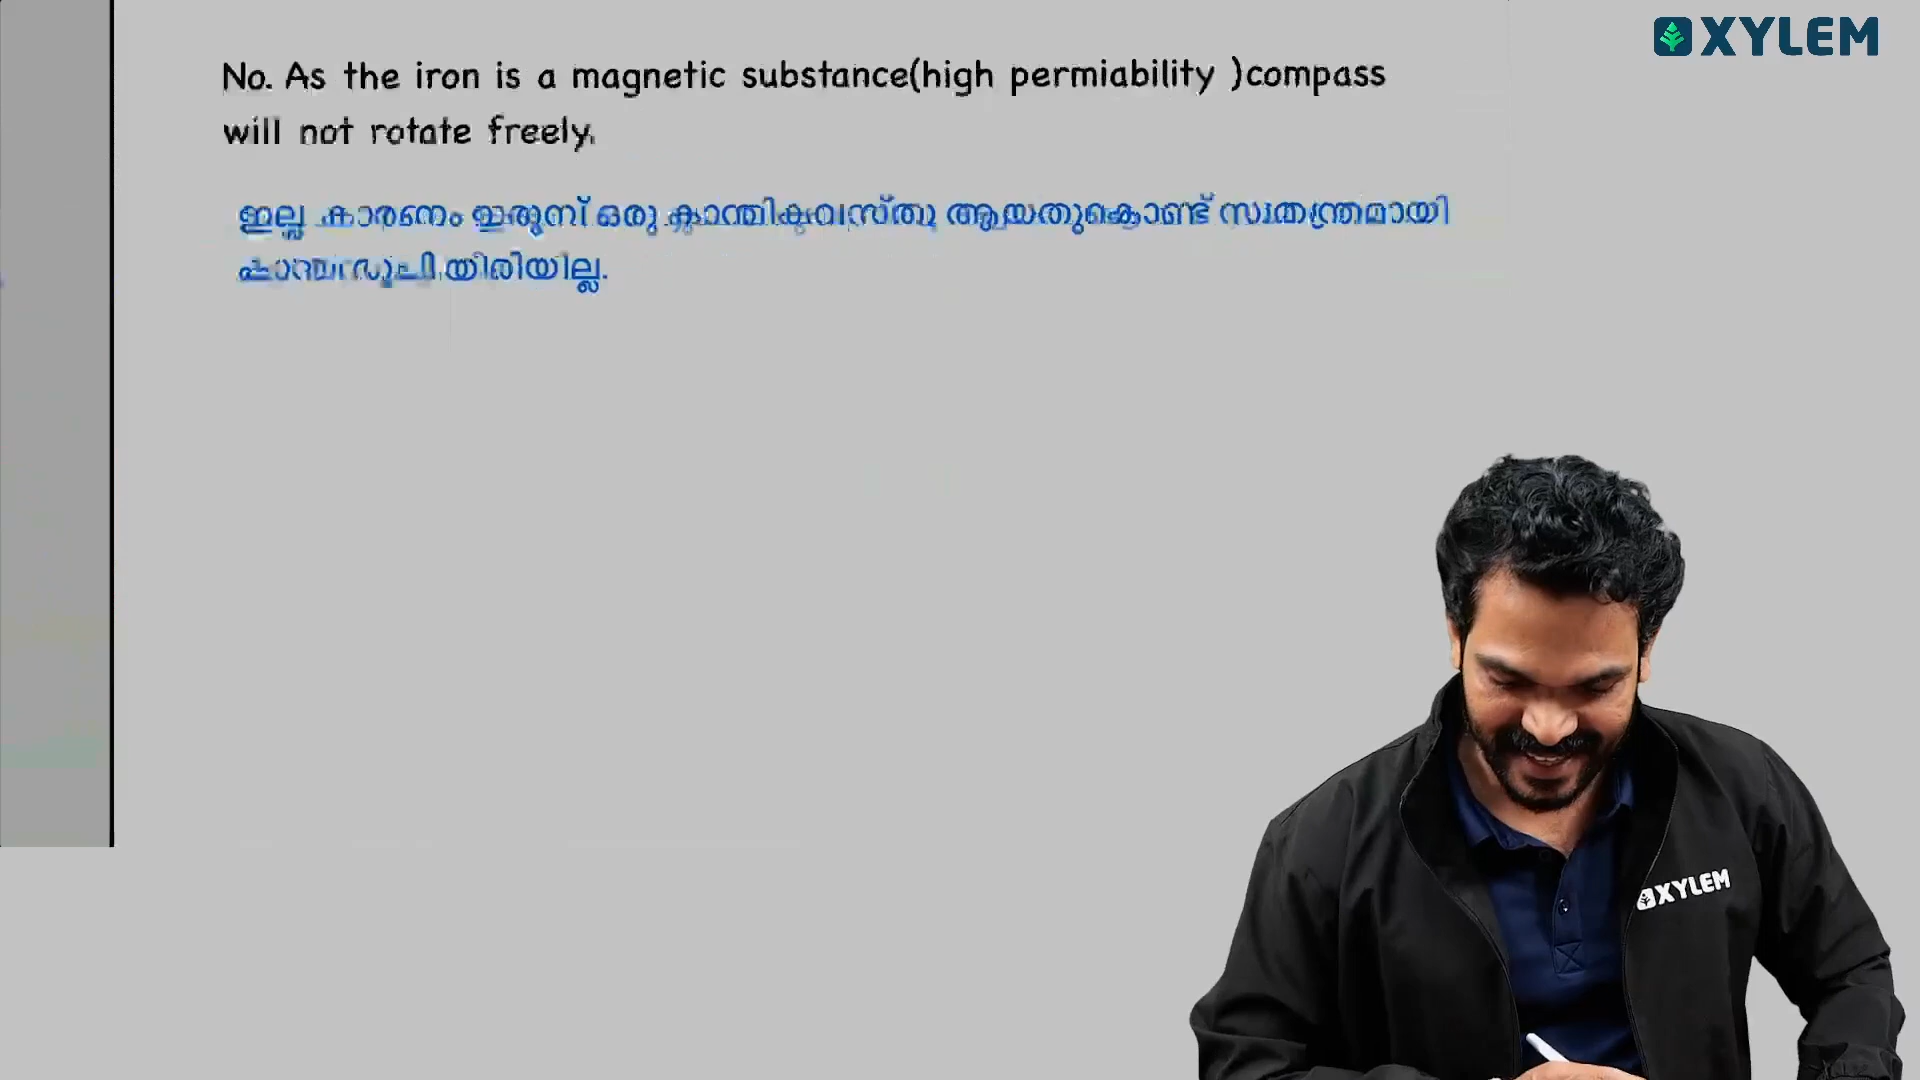 XYLEM
No. As the iron is a magnetic substance(high permiability )compass
will not rotate freely.
ഇല്ല കാരണം ഇരുമ്പ് ഒരു കാന്തികവസ്തു ആയതുകൊണ്ട് സ്വതന്ത്രമായി
തിരിയില്ല.
XYLEM